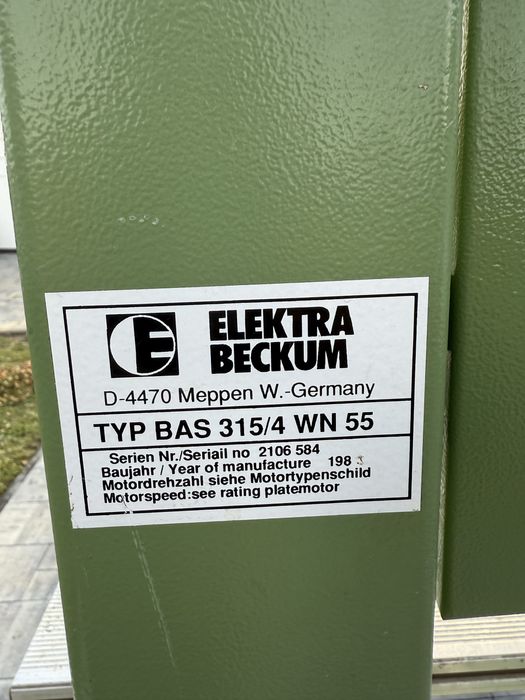 E ELEKTRA
BECKUM
D-4470 Meppen W.-Germany
TYP BAS 315/4 WN 55
Serien Nr./Seriail no 2106 584
Baujahr / Year of manufacture 198
Motordrehzahl siehe Motortypenschild
Motorspeed:see rating platemotor